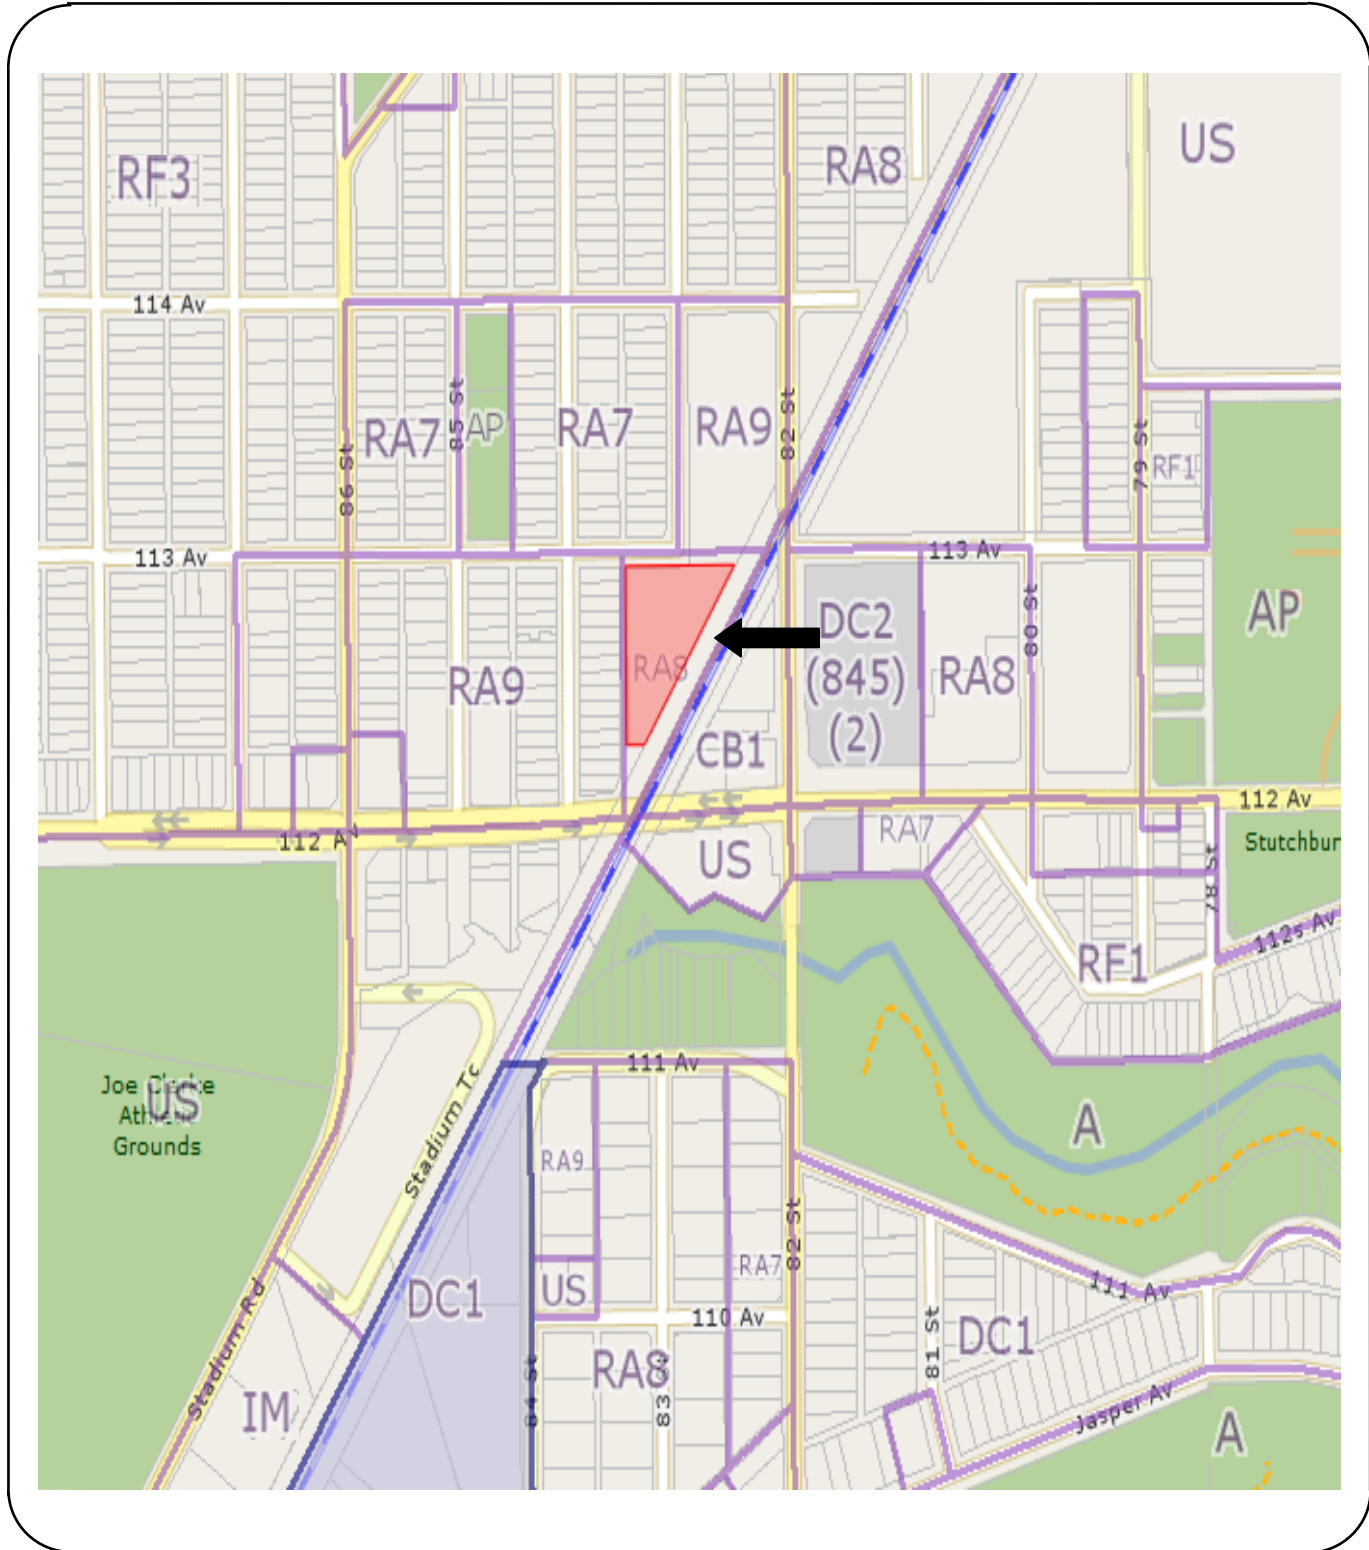 US
RA8
RF3
114 Av
85 St
82 St
RA7
AP
RA7
RA9
79 St
RF1
86 St
113 Av
113 Av
80 St
AP
DC2
(845)
(2)
RA8
RA8
RA9
CB1
112 Av
112 Av
RA7
Stutchbur
US
78 St
112s Av
RF1
111 Av
Stadium Tc
Joe Clarke
Athletic
Grounds
US
A
RA9
82 St
RA7
US
DC1
111 Av
110 Av
81 St
DC1
Stadium Rd
RA8
84 St
83 St
IM
Jasper Av
A